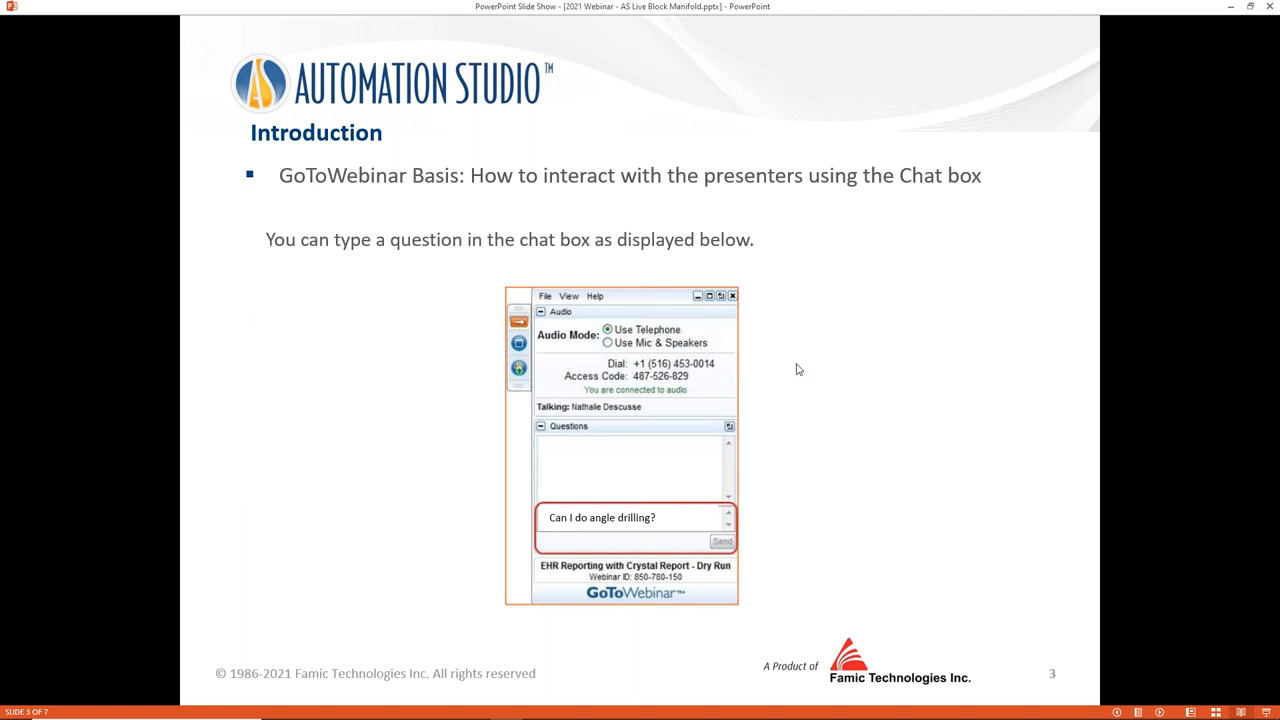 PowerPoint Slide Show - [2021 Webinar - AS Live Block Manifold.pptx] - PowerPoint
AUTOMATION STUDIO™
Introduction
▪ GoToWebinar Basis: How to interact with the presenters using the Chat box
You can type a question in the chat box as displayed below.
File View Help
Audio
Audio Mode: Use Telephone
Use Mic & Speakers
Dial: +1 (516) 453-0014
Access Code: 487-526-829
You are connected to audio
Talking: Nathalie Descusse
Questions
Can I do angle drilling?
Send
EHR Reporting with Crystal Report - Dry Run
Webinar ID: 850-780-150
GoToWebinar™
© 1986-2021 Famic Technologies Inc. All rights reserved
A Product of
Famic Technologies Inc.
3
SLIDE 3 OF 7